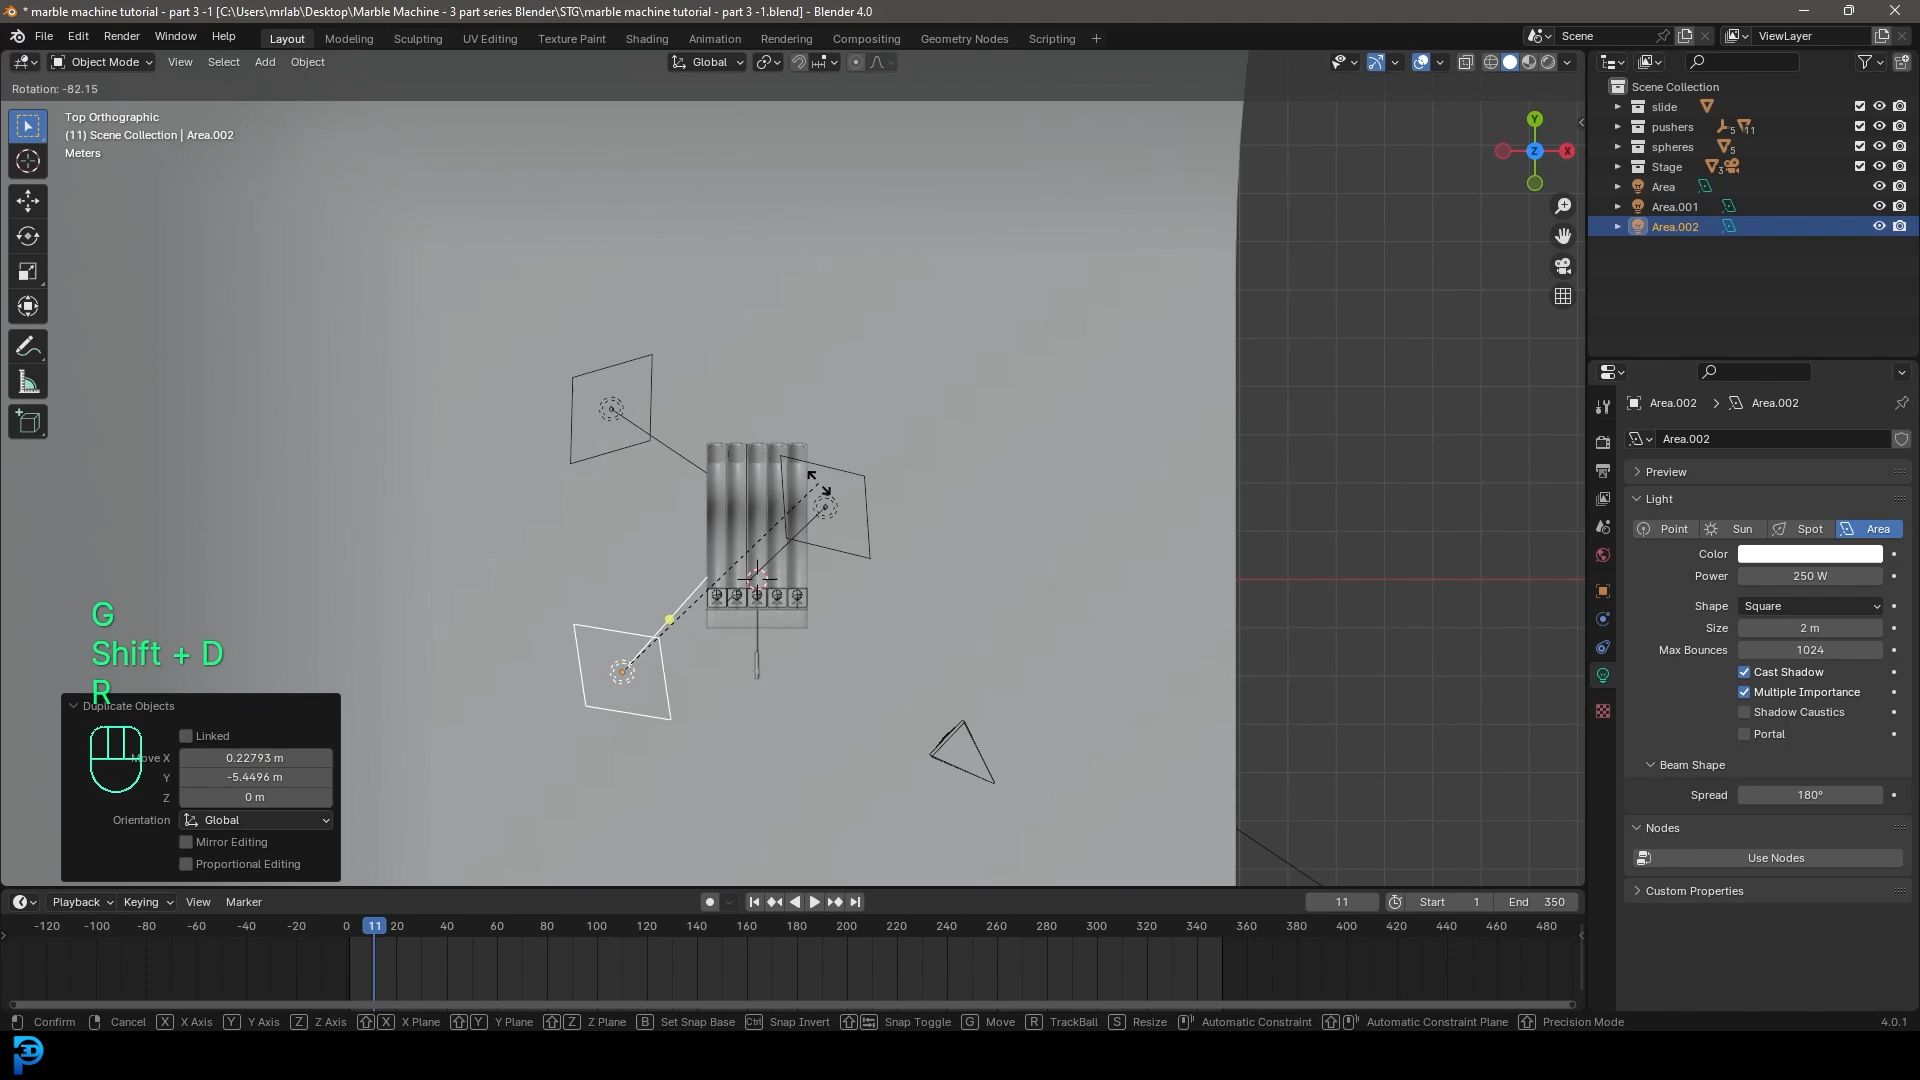 * marble machine tutorial - part 3 -1 [C:\Users\mrlab\Desktop\Marble Machine - 3 part series Blender\STG\marble machine tutorial - part 3 -1.blend] - Blender 4.0
File Edit Render Window Help Layout Modeling Sculpting UV Editing Texture Paint Shading Animation Rendering Compositing Geometry Nodes Scripting + Scene ViewLayer
Object Mode View Select Add Object Global
Rotation: -82.15
Top Orthographic
(11) Scene Collection | Area.002
Meters
Y
Z
X
Scene Collection
slide
pushers 5 11
spheres 5
Stage 3
Area
Area.001
Area.002
Area.002 > Area.002
Area.002
Preview
Light
Point Sun Spot Area
Color
Power 250 W
Shape Square
Size 2 m
Max Bounces 1024
Cast Shadow
Multiple Importance
Shadow Caustics
Portal
Beam Shape
Spread 180°
Nodes
Use Nodes
Custom Properties
G
Shift + D
R
Duplicate Objects
Linked
Move X 0.22793 m
Y -5.4496 m
Z 0 m
Orientation Global
Mirror Editing
Proportional Editing
Playback Keying View Marker 11 Start 1 End 350
-120 -100 -80 -60 -40 -20 0 11 20 40 60 80 100 120 140 160 180 200 220 240 260 280 300 320 340 360 380 400 420 440 460 480
Confirm Cancel X X Axis Y Y Axis Z Z Axis X X Plane Y Y Plane Z Z Plane B Set Snap Base Ctrl Snap Invert Snap Toggle G Move R TrackBall S Resize Automatic Constraint Automatic Constraint Plane Precision Mode 4.0.1